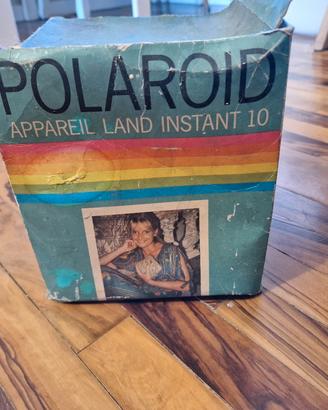 POLAROID
APPAREIL LAND INSTANT 10